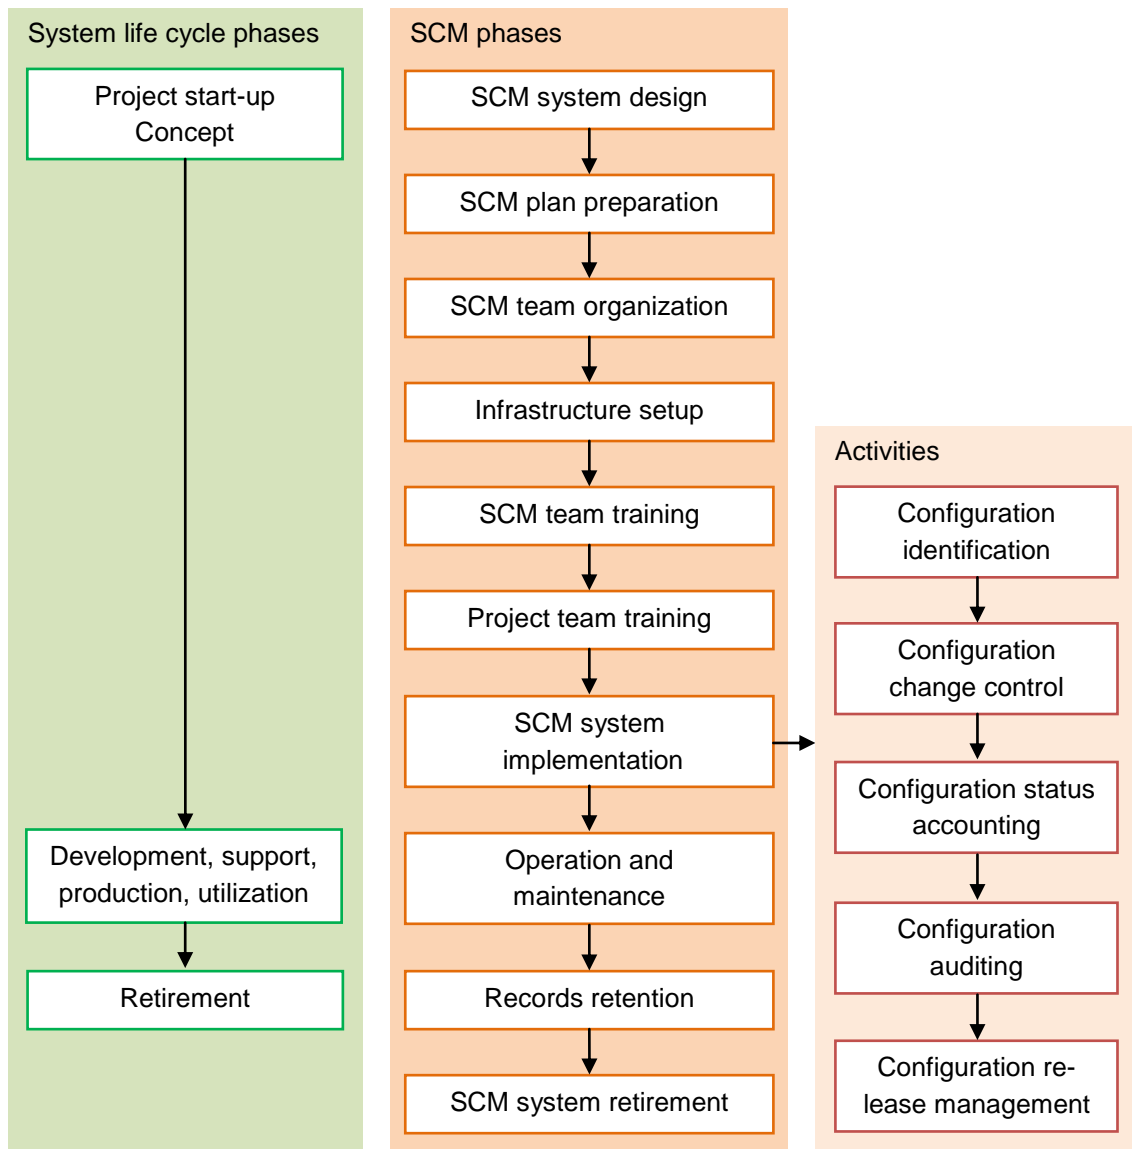 System life cycle phases
Project start-up
Concept
Development, support,
production, utilization
Retirement
SCM phases
SCM system design
SCM plan preparation
SCM team organization
Infrastructure setup
SCM team training
Project team training
SCM system
implementation
Operation and
maintenance
Records retention
SCM system retirement
Activities
Configuration
identification
Configuration
change control
Configuration status
accounting
Configuration
auditing
Configuration re-
lease management